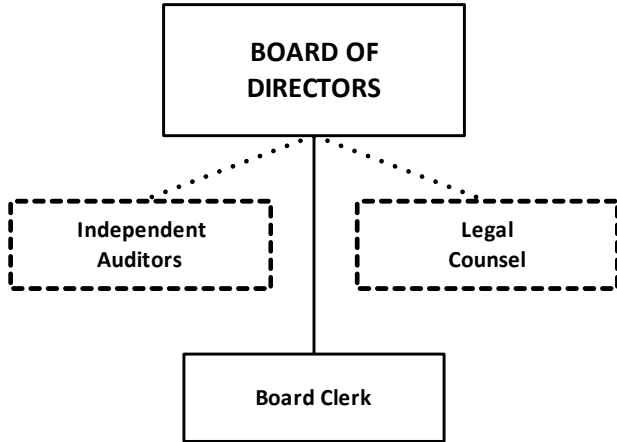 BOARD OF
DIRECTORS
Independent
Auditors
Legal
Counsel
Board Clerk